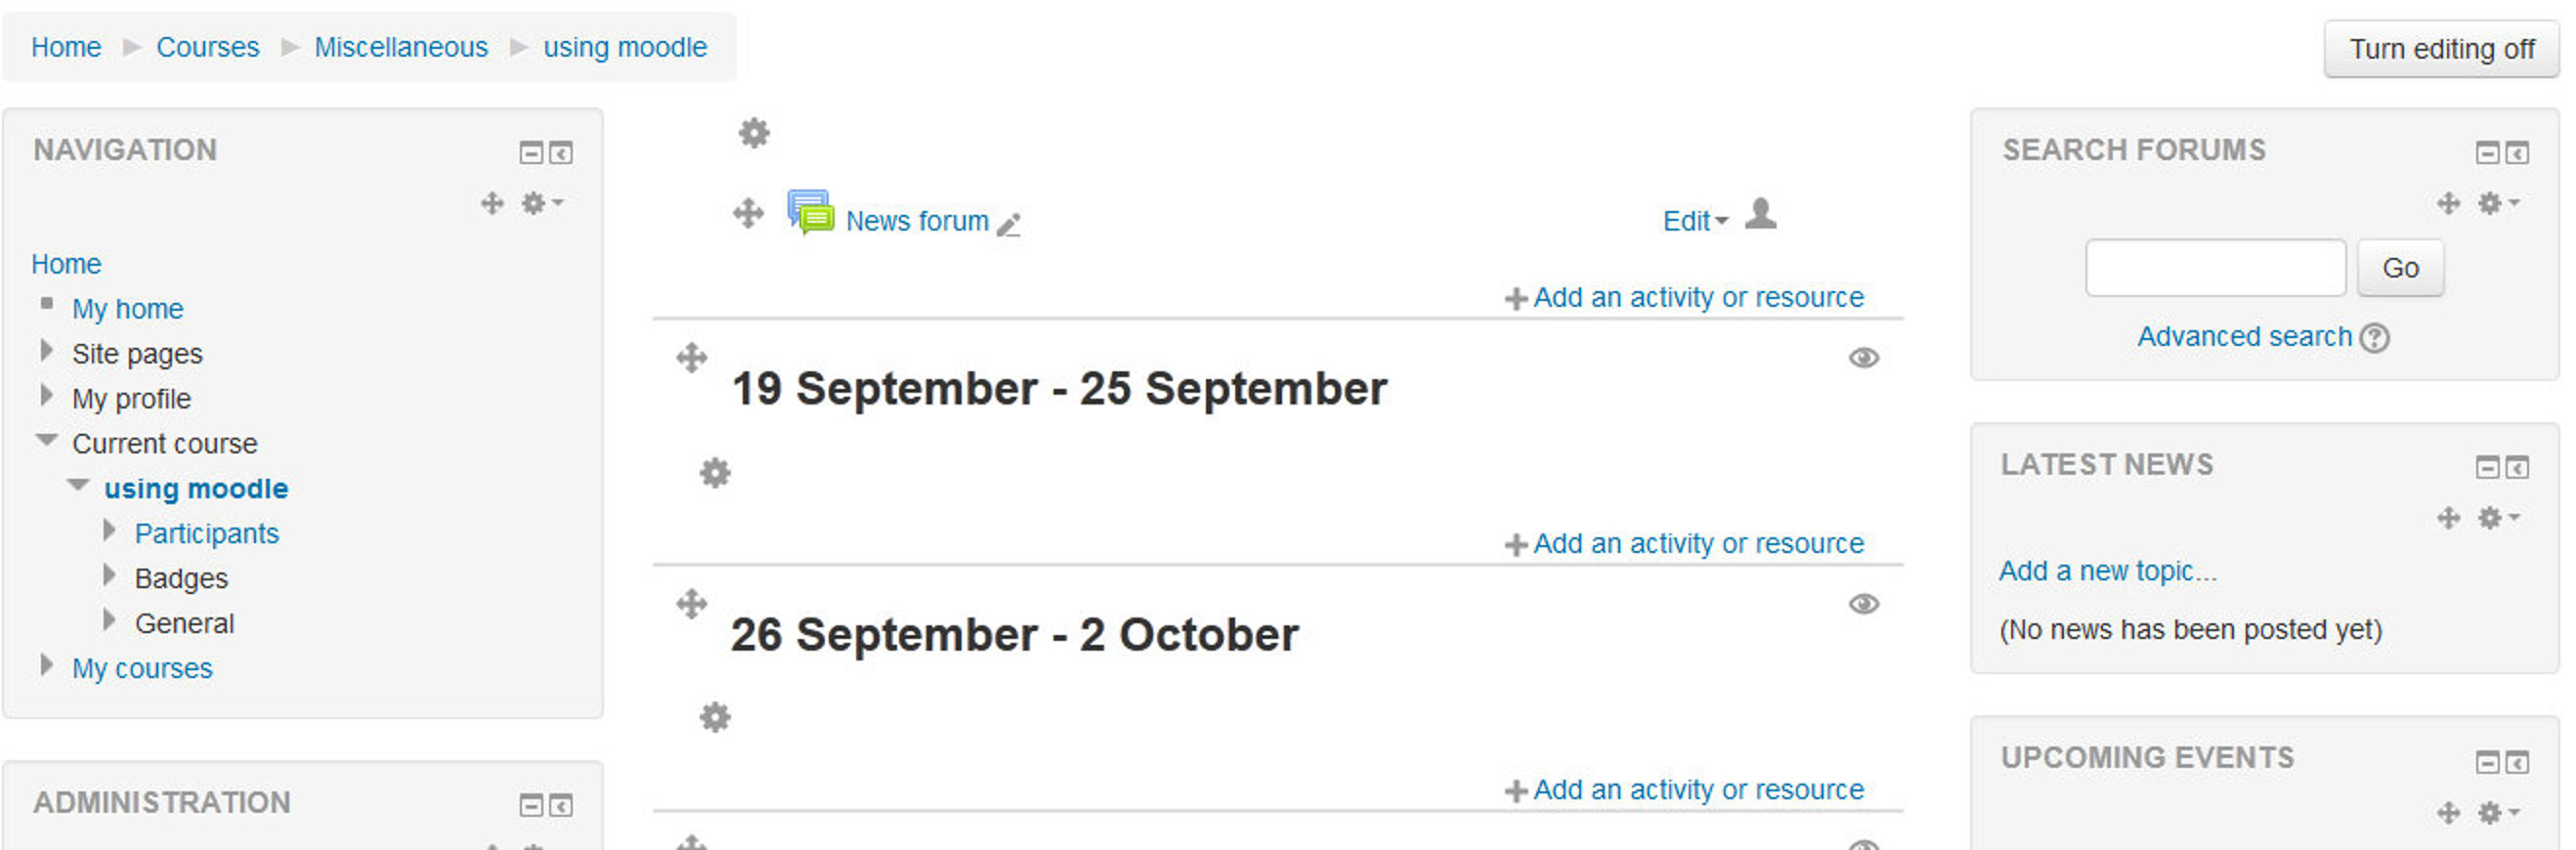 Home Courses Miscellaneous using moodle
Turn editing off
NAVIGATION
Home
My home
Site pages
My profile
Current course
using moodle
Participants
Badges
General
My courses
ADMINISTRATION
News forum
Edit
Add an activity or resource
19 September - 25 September
Add an activity or resource
26 September - 2 October
Add an activity or resource
SEARCH FORUMS
Go
Advanced search ?
LATEST NEWS
Add a new topic...
(No news has been posted yet)
UPCOMING EVENTS